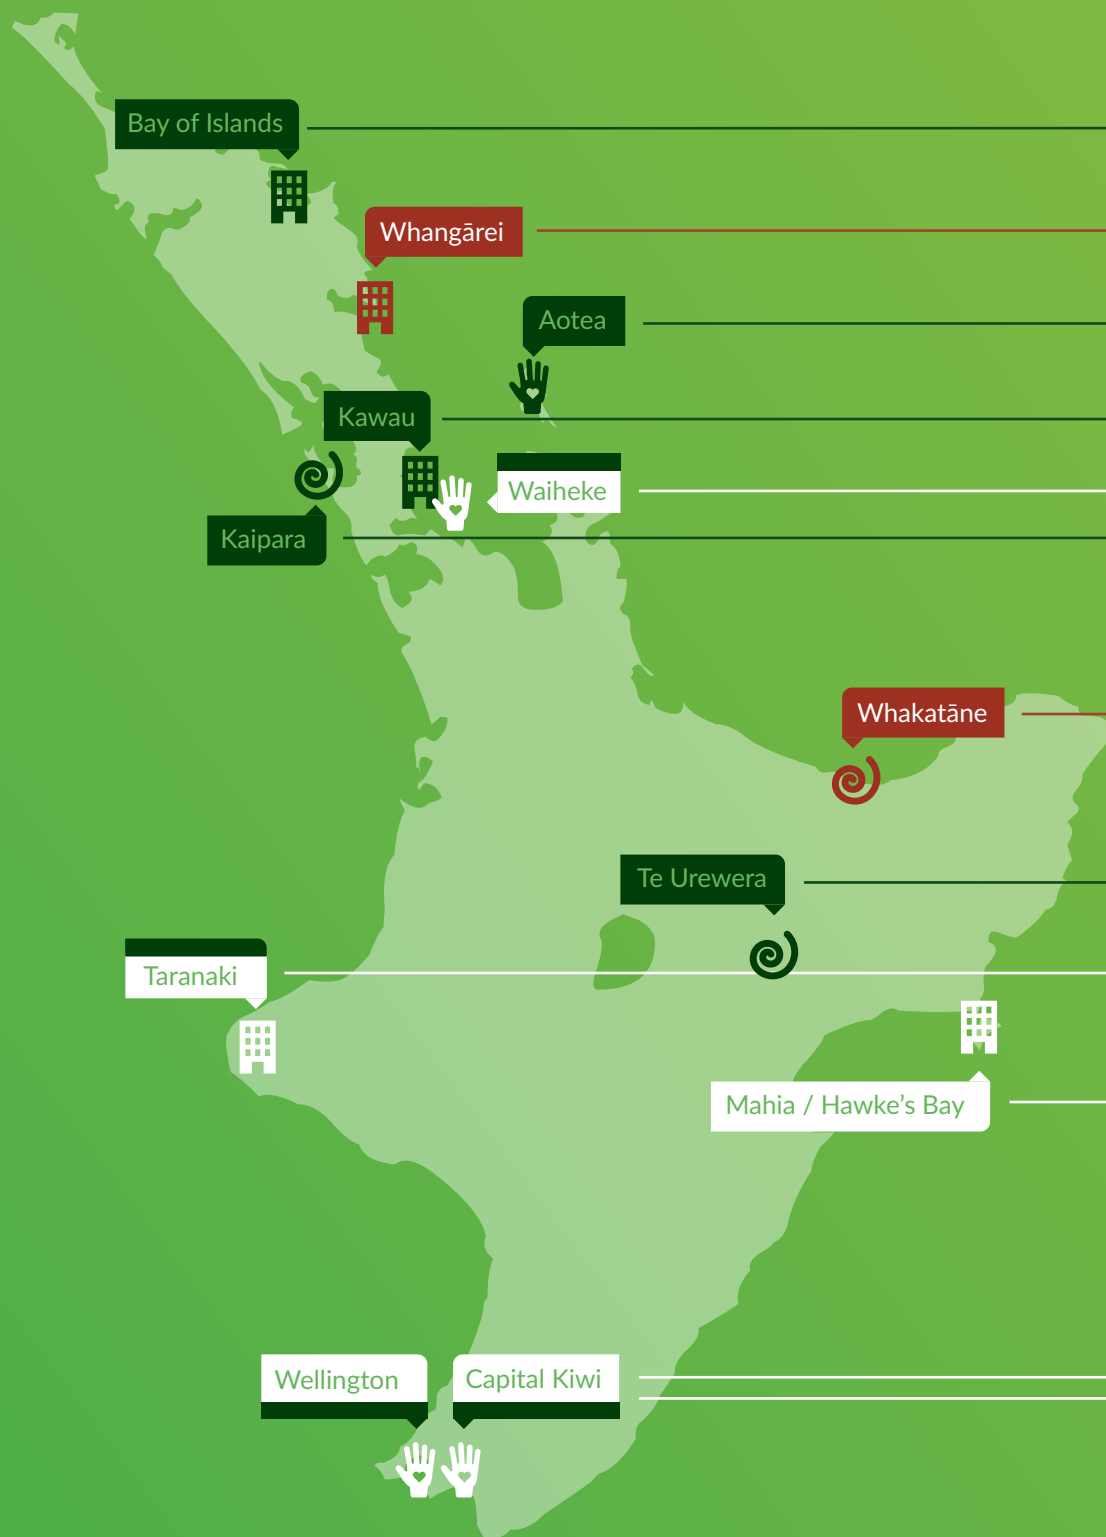 Bay of Islands
Whangārei
Aotea
Kawau
Waiheke
Kaipara
Whakatāne
Te Urewera
Taranaki
Mahia / Hawke’s Bay
Wellington
Capital Kiwi